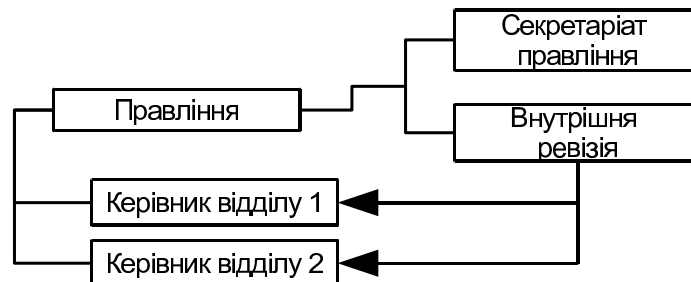 Секретаріат
правління
Правління
Внутрішня
ревізія
Керівник відділу 1
Керівник відділу 2